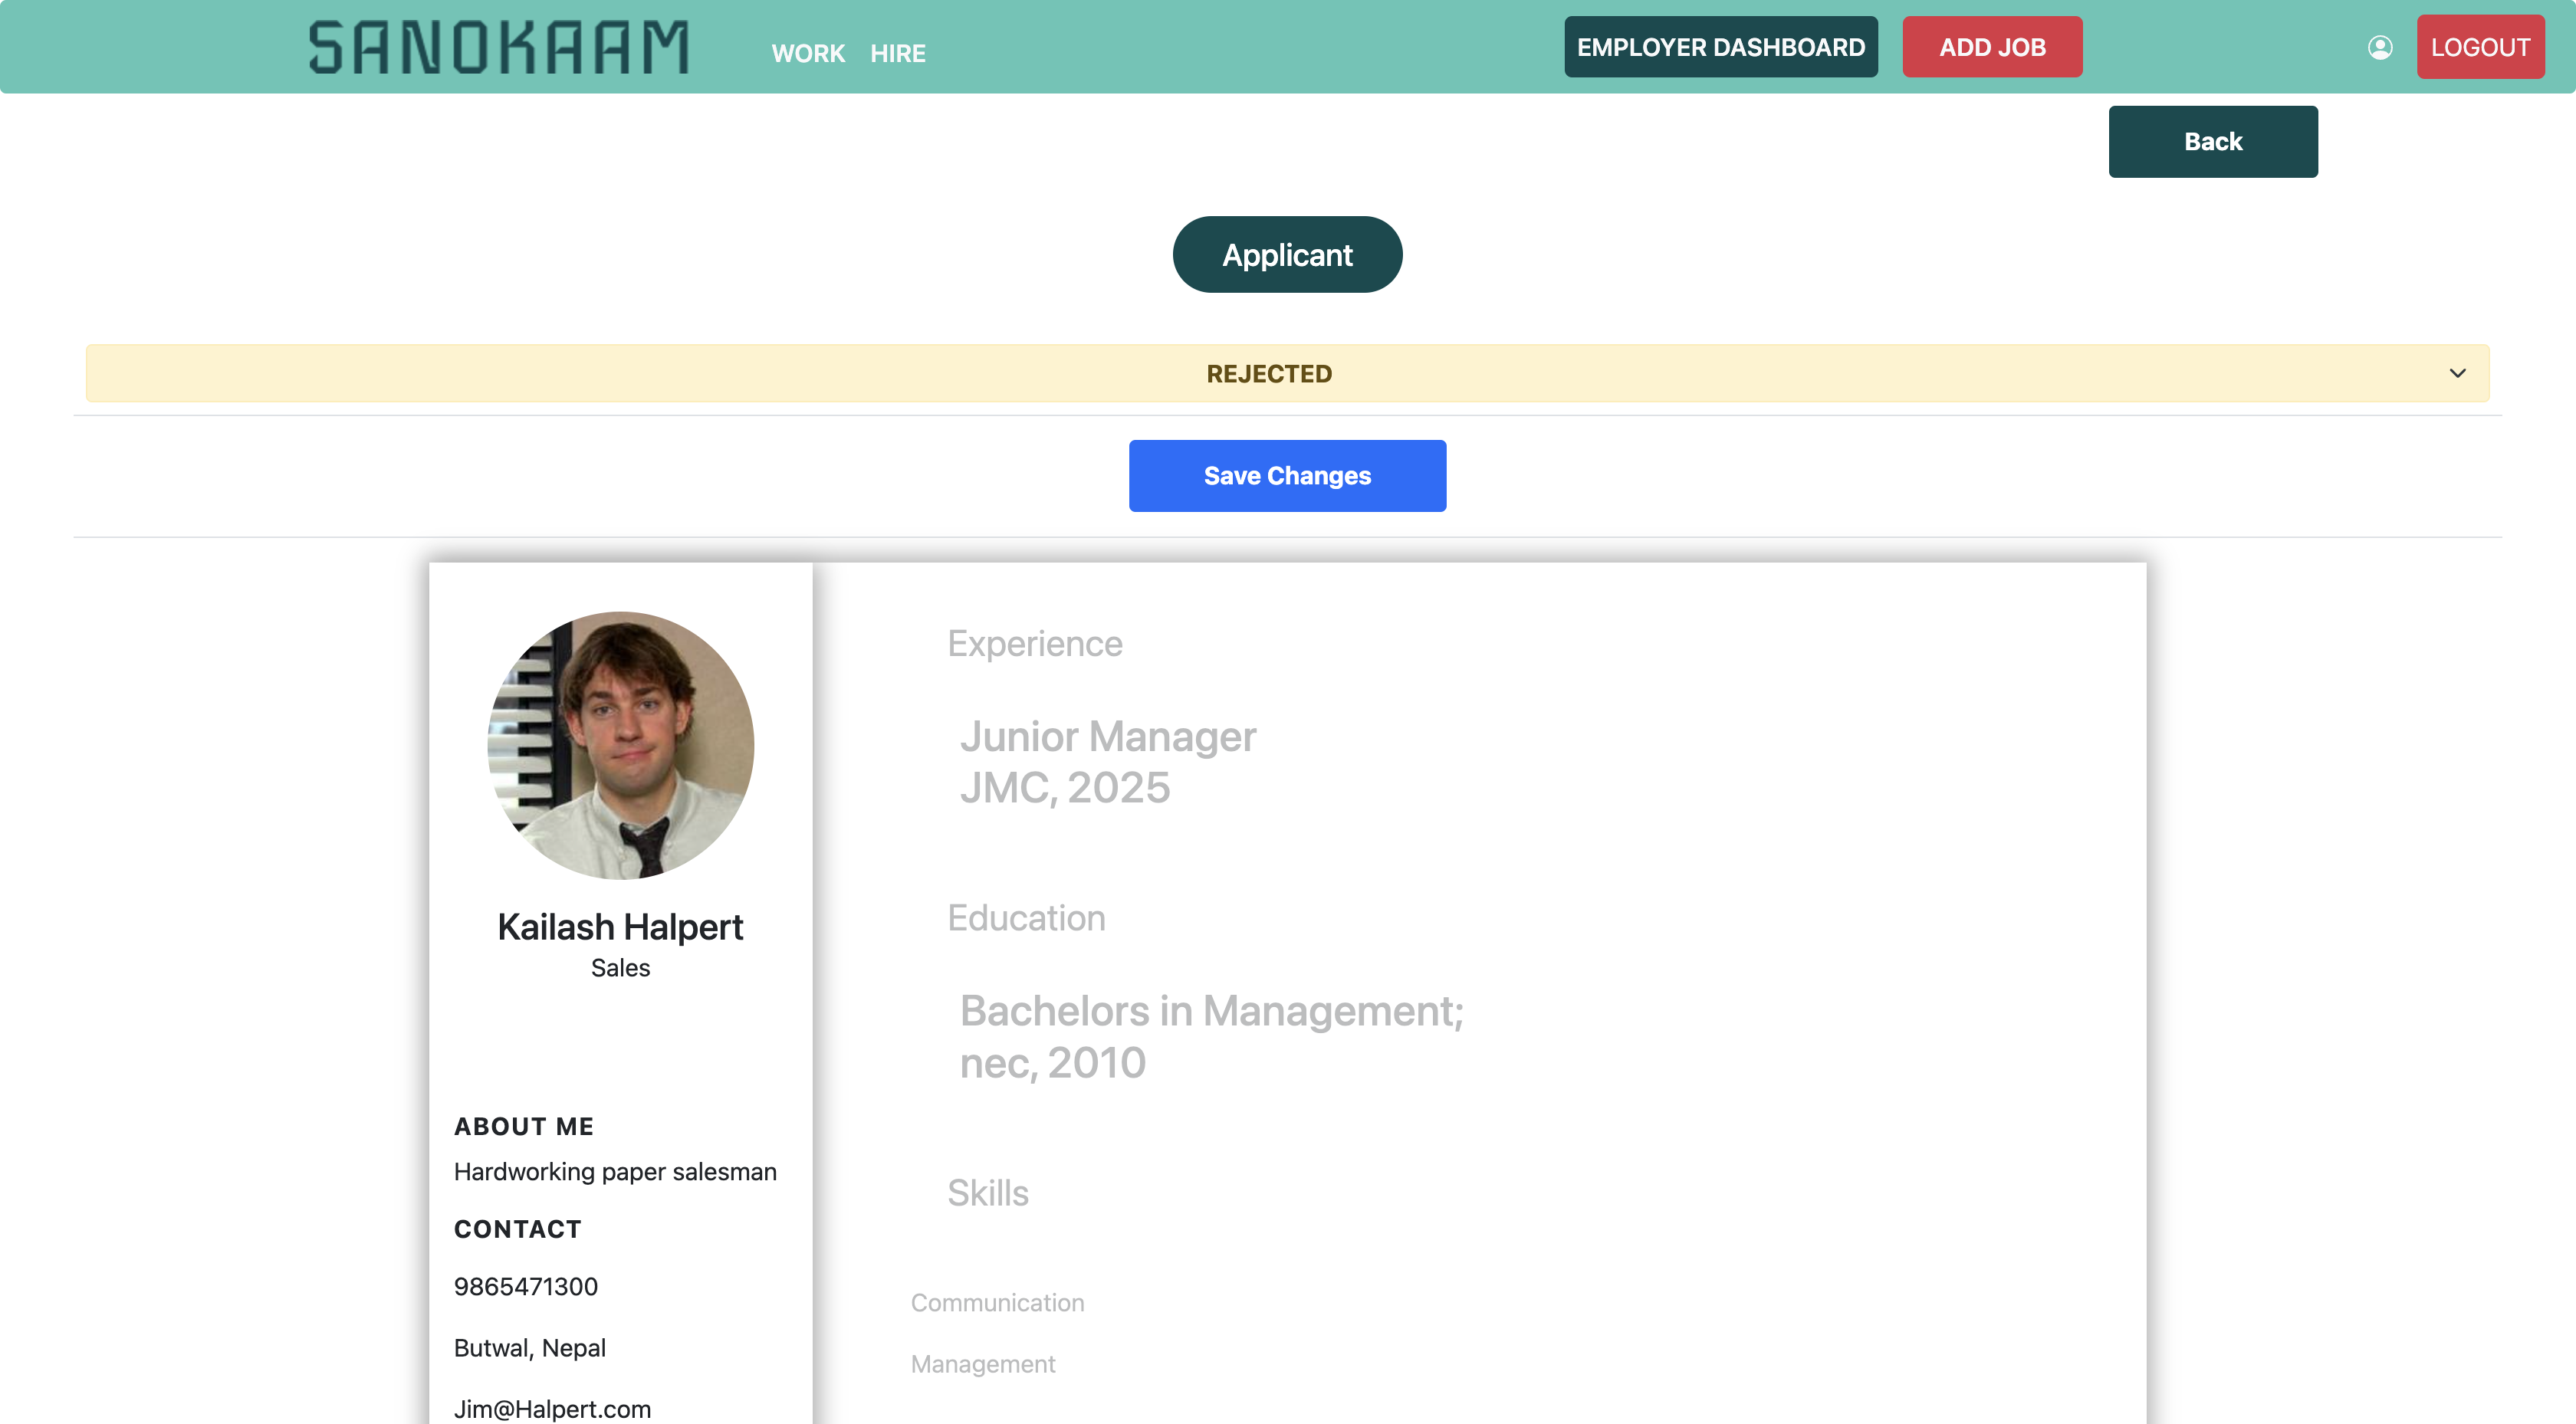 SANOKAAM
WORK HIRE
EMPLOYER DASHBOARD
ADD JOB
LOGOUT
Back
Applicant
REJECTED
Save Changes
Kailash Halpert
Sales
ABOUT ME
Hardworking paper salesman
CONTACT
9865471300
Butwal, Nepal
Jim@Halpert.com
Experience
Junior Manager
JMC, 2025
Education
Bachelors in Management;
nec, 2010
Skills
Communication
Management